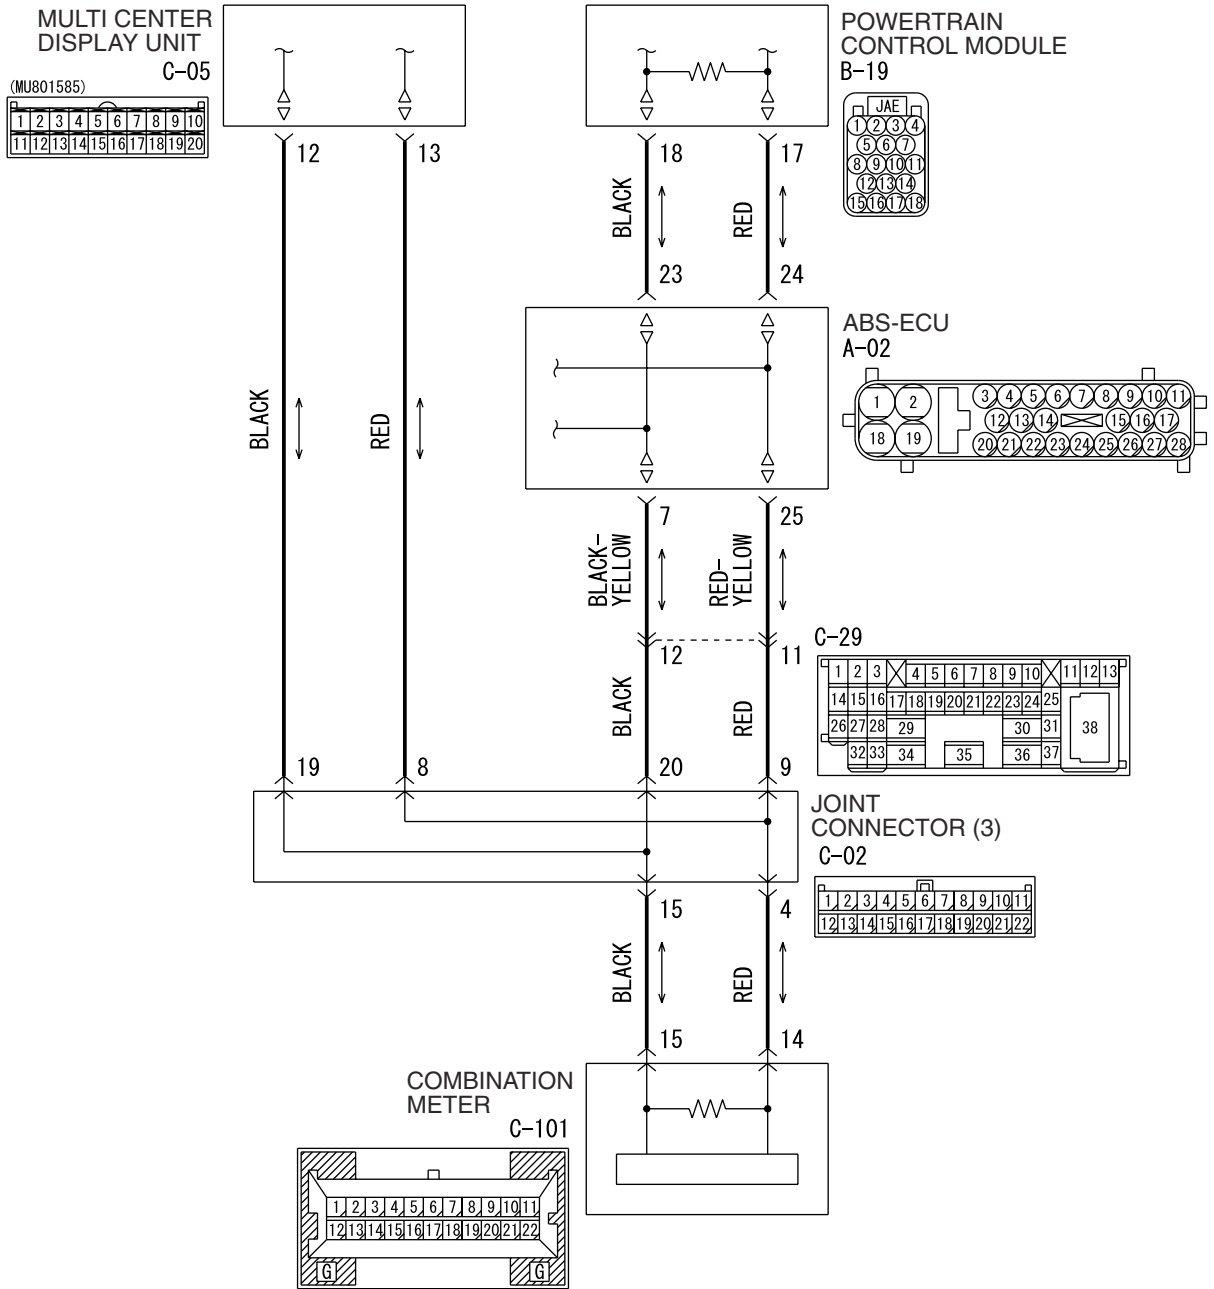 MULTI CENTER
DISPLAY UNIT
C-05
(MU801585)
1 2 3 4 5 6 7 8 9 10
11 12 13 14 15 16 17 18 19 20
POWERTRAIN
CONTROL MODULE
B-19
JAE
1 2 3 4
5 6 7
8 9 10 11
12 13 14
15 16 17 18
12 13 18 17
BLACK RED
23 24
ABS-ECU
A-02
1 2 3 4 5 6 7 8 9 10 11
12 13 14 15 16 17
18 19 20 21 22 23 24 25 26 27 28
BLACK RED
7 25
BLACK-
YELLOW
RED-
YELLOW
12 11
C-29
1 2 3 4 5 6 7 8 9 10 11 12 13
14 15 16 17 18 19 20 21 22 23 24 25
26 27 28 29 30 31 38
32 33 34 35 36 37
BLACK RED
19 8 20 9
JOINT
CONNECTOR (3)
C-02
1 2 3 4 5 6 7 8 9 10 11
12 13 14 15 16 17 18 19 20 21 22
15 4
BLACK RED
15 14
COMBINATION
METER
C-101
1 2 3 4 5 6 7 8 9 10 11
12 13 14 15 16 17 18 19 20 21 22
G G